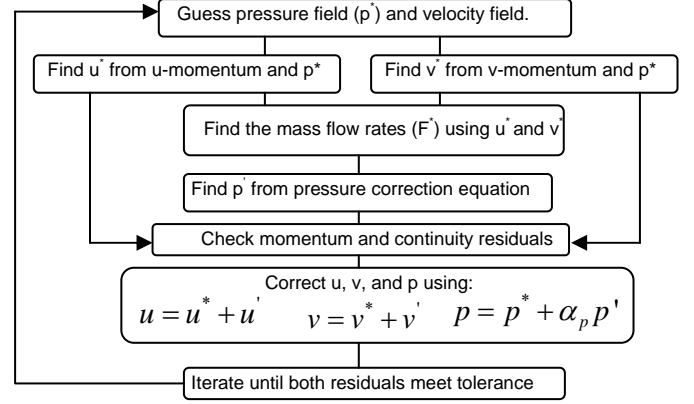 Guess pressure field (p*) and velocity field.
Find u* from u-momentum and p*
Find v* from v-momentum and p*
Find the mass flow rates (F*) using u* and v*
Find p' from pressure correction equation
Check momentum and continuity residuals
Correct u, v, and p using:
u = u* + u' v = v* + v' p = p* + αₚ p'
Iterate until both residuals meet tolerance